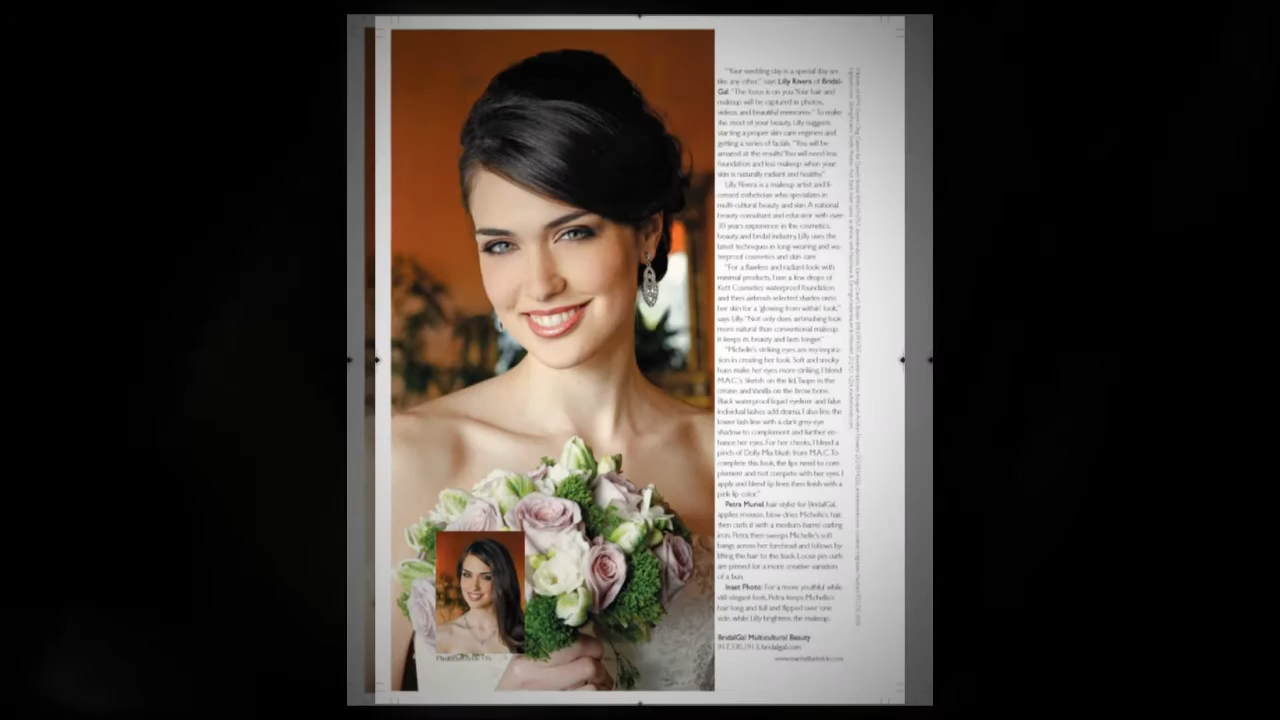 "Your wedding day is a special day un-
like any other," says Lilly Rivera of Bridal-
Gal. "The focus is on you. Your hair and
makeup will be captured in photos,
videos, and beautiful memories." To make
the most of your beauty, Lilly suggests
starting a proper skin care regimen and
getting a series of facials. "You will be
amazed at the results! You will need less
foundation and less makeup when your
skin is naturally radiant and healthy."
Lilly Rivera is a makeup artist and li-
censed esthetician who specializes in
multi-cultural beauty and skin. A national
beauty consultant and educator with over
10 years experience in the cosmetics,
beauty and bridal industry, Lilly uses the
latest techniques in long-wearing and wa-
terproof cosmetics and skin care.
"For a flawless and radiant look with
minimal products, I use a few drops of
Kett Cosmetics waterproof foundation
and then airbrush selected shades onto
her skin for a 'glowing from within' look,"
says Lilly. "Not only does airbrushing look
more natural than conventional makeup,
it keeps its beauty and lasts longer."
"Michelle's striking eyes are my inspira-
tion in creating her look. Soft and smoky
hues make her eyes more striking. I blend
M.A.C.'s Sketch on the lid, Taupe in the
crease and Vanilla on the brow bone.
Black waterproof liquid eyeliner and false
individual lashes add drama. I also line the
lower lash line with a dark grey eye
shadow to complement and further en-
hance her eyes. For her cheeks, I blend a
pinch of Dolly Mix blush from M.A.C. To
complete this look, the lips need to com-
plement and not compete with her eyes. I
apply and blend lip liner, then finish with a
pink lip color."
Petra Muriel, hair stylist for BridalGal,
applies mousse, blow-dries Michelle's hair,
then curls it with a medium-barrel curling
iron. Petra then sweeps Michelle's soft
bangs across her forehead and follows by
lifting the hair to the back. Loose pin curls
are pinned for a more creative variation
of a bun.
Inset Photo: For a more youthful while
still elegant look, Petra keeps Michelle's
hair long and full and flipped over one
side, while Lilly brightens the makeup.
BridalGal Multicultural Beauty
917.330.1913, bridalgal.com